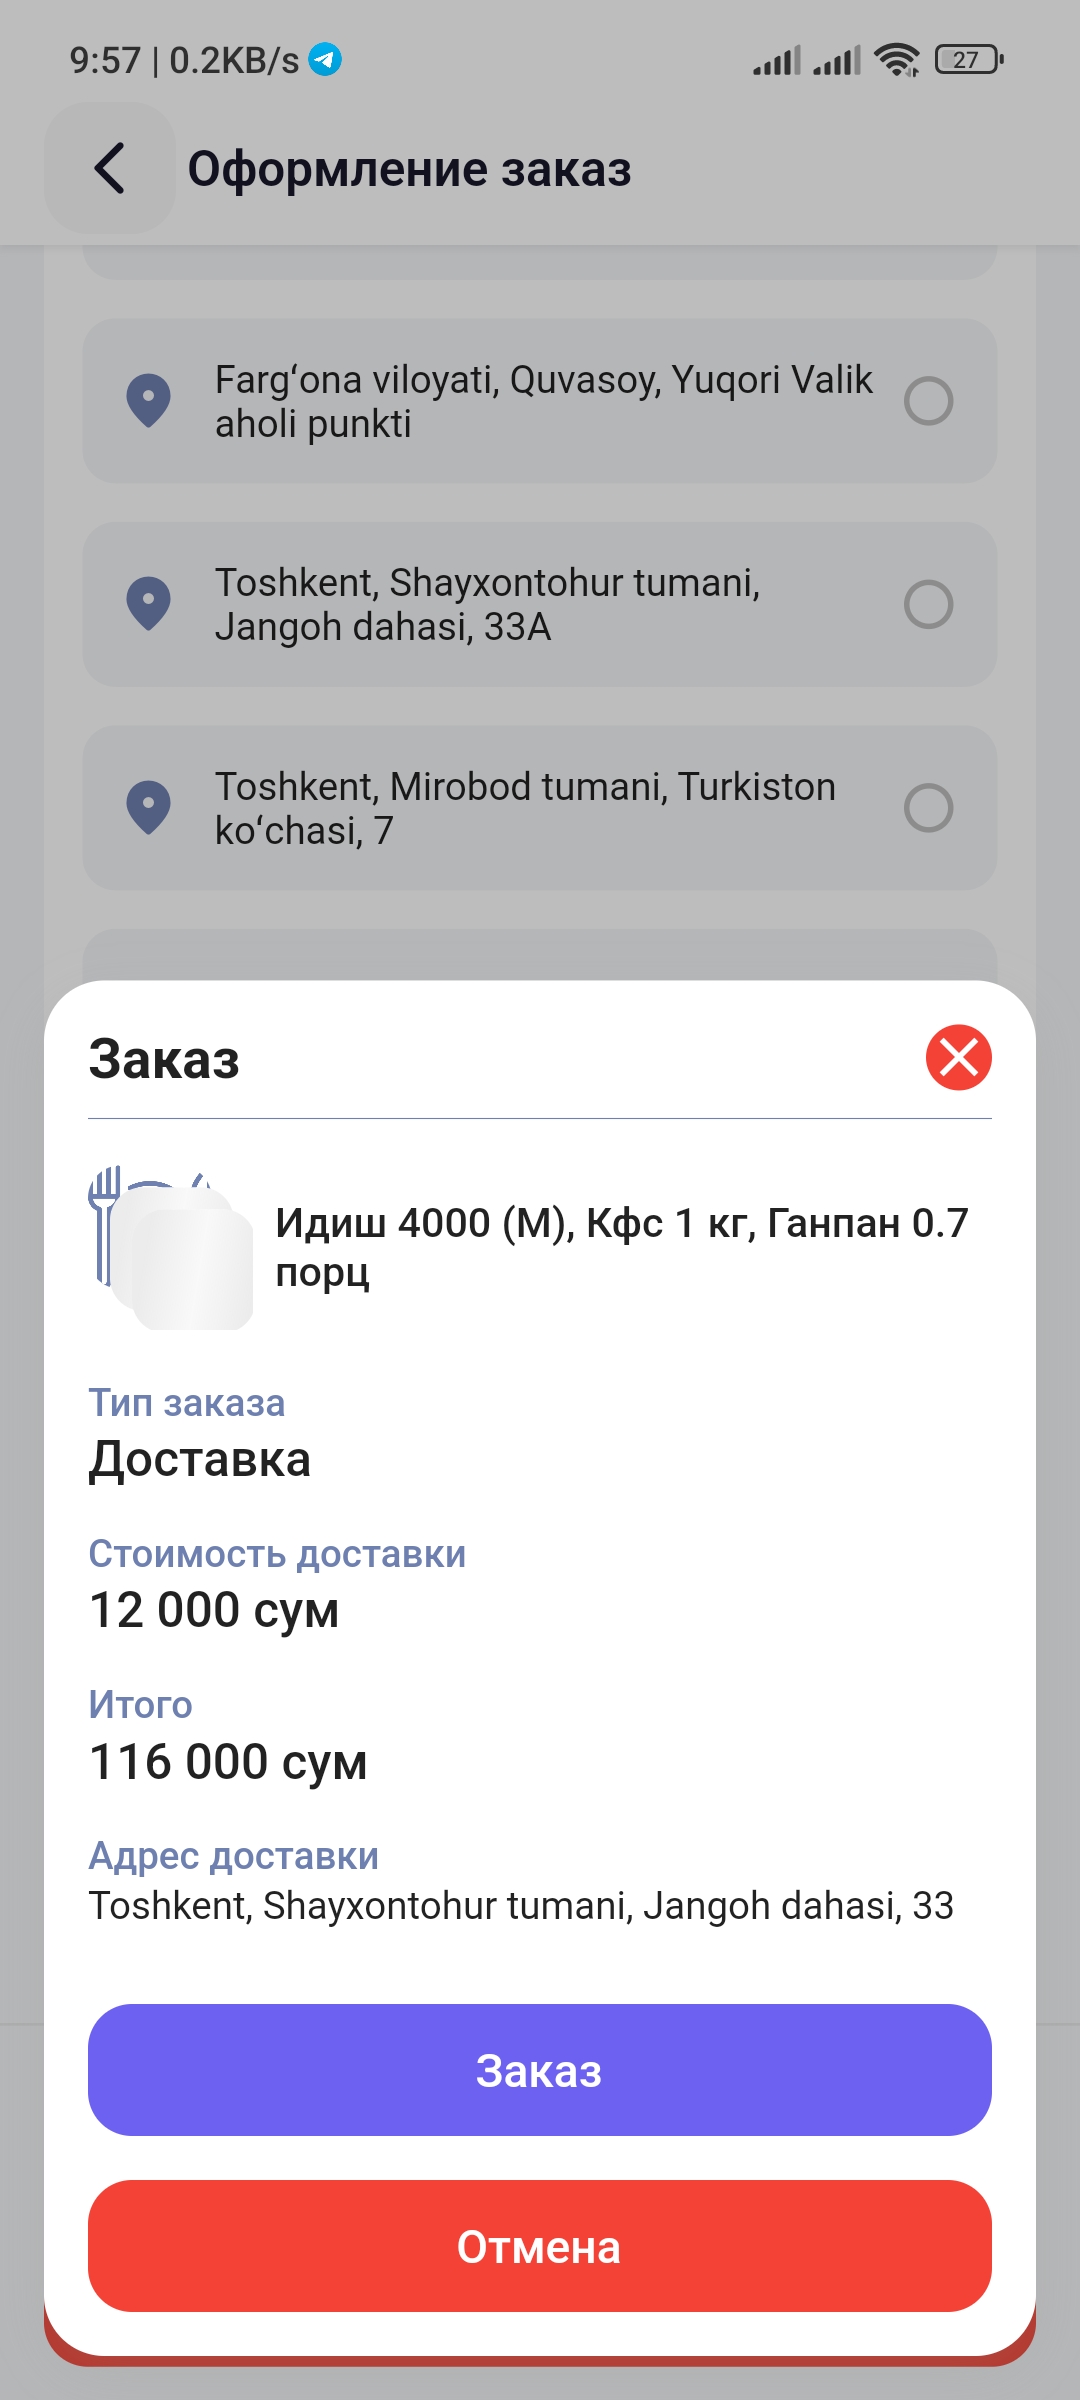 9:57 | 0.2KB/s
27
Оформление заказ
Farg‘ona viloyati, Quvasoy, Yuqori Valik
aholi punkti
Toshkent, Shayxontohur tumani,
Jangoh dahasi, 33A
Toshkent, Mirobod tumani, Turkiston
ko‘chasi, 7
Заказ
Идиш 4000 (М), Кфс 1 кг, Ганпан 0.7
порц
Тип заказа
Доставка
Стоимость доставки
12 000 сум
Итого
116 000 сум
Адрес доставки
Toshkent, Shayxontohur tumani, Jangoh dahasi, 33
Заказ
Отмена